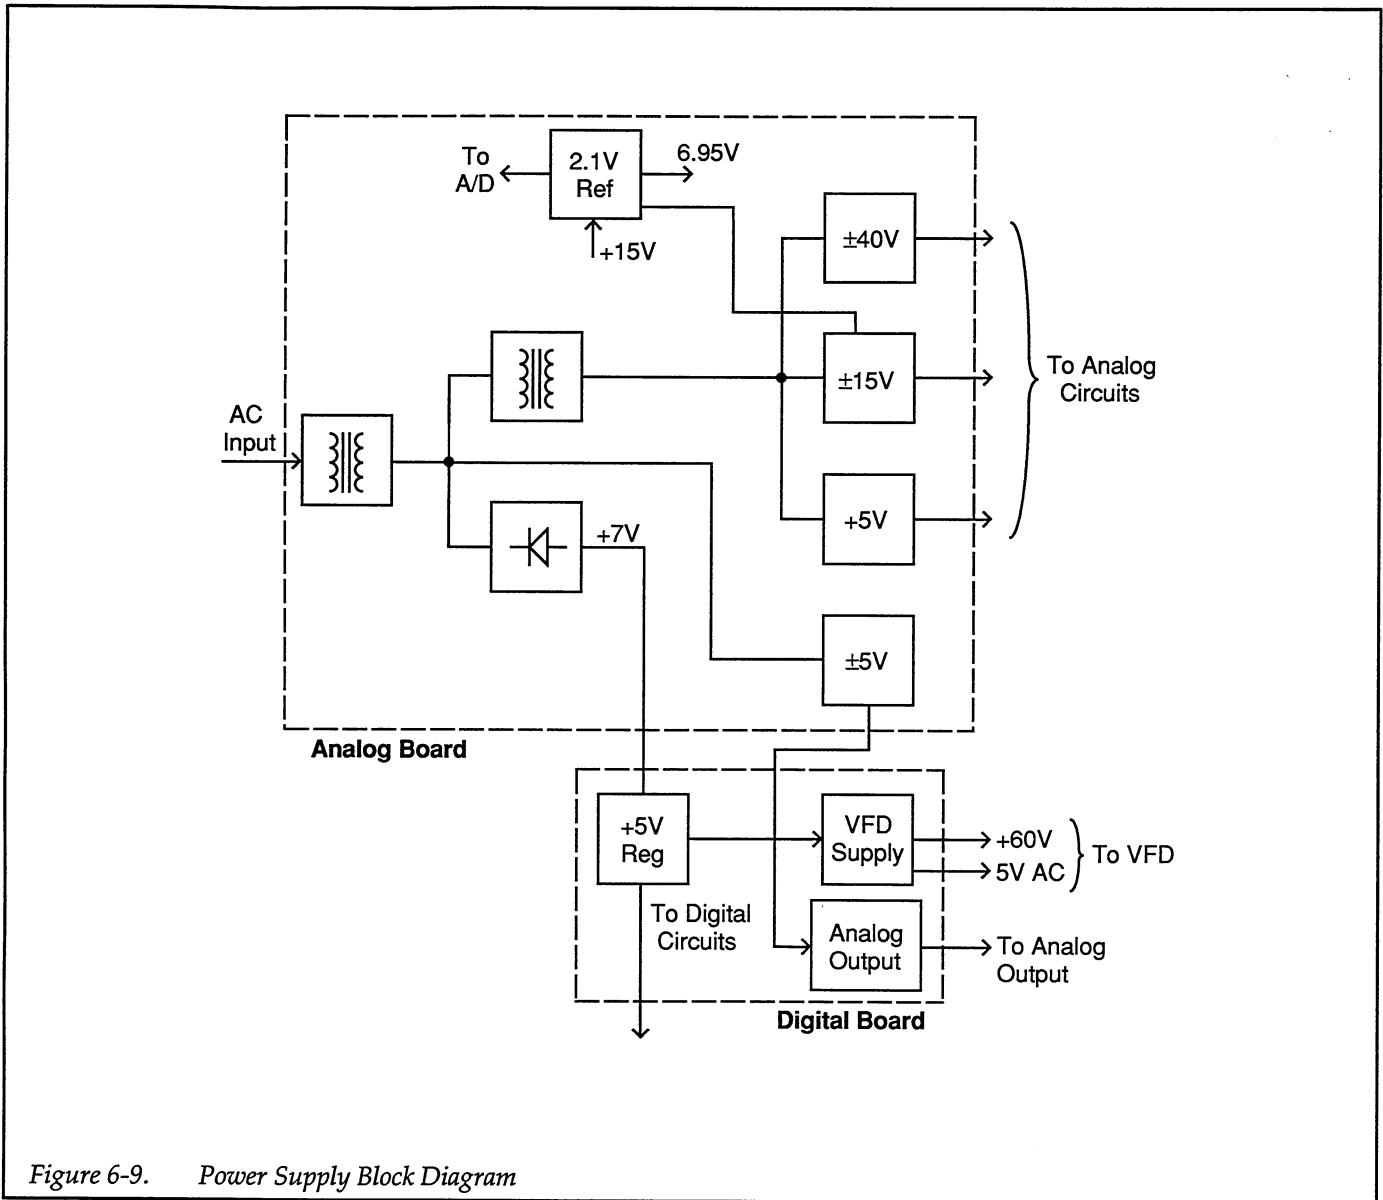 To
A/D
2.1V
Ref
6.95V
+15V
±40V
±15V
To Analog
Circuits
AC
Input
+7V
+5V
±5V
Analog Board
+5V
Reg
VFD
Supply
+60V
5V AC
To VFD
To Digital
Circuits
Analog
Output
To Analog
Output
Digital Board
Figure 6-9. Power Supply Block Diagram